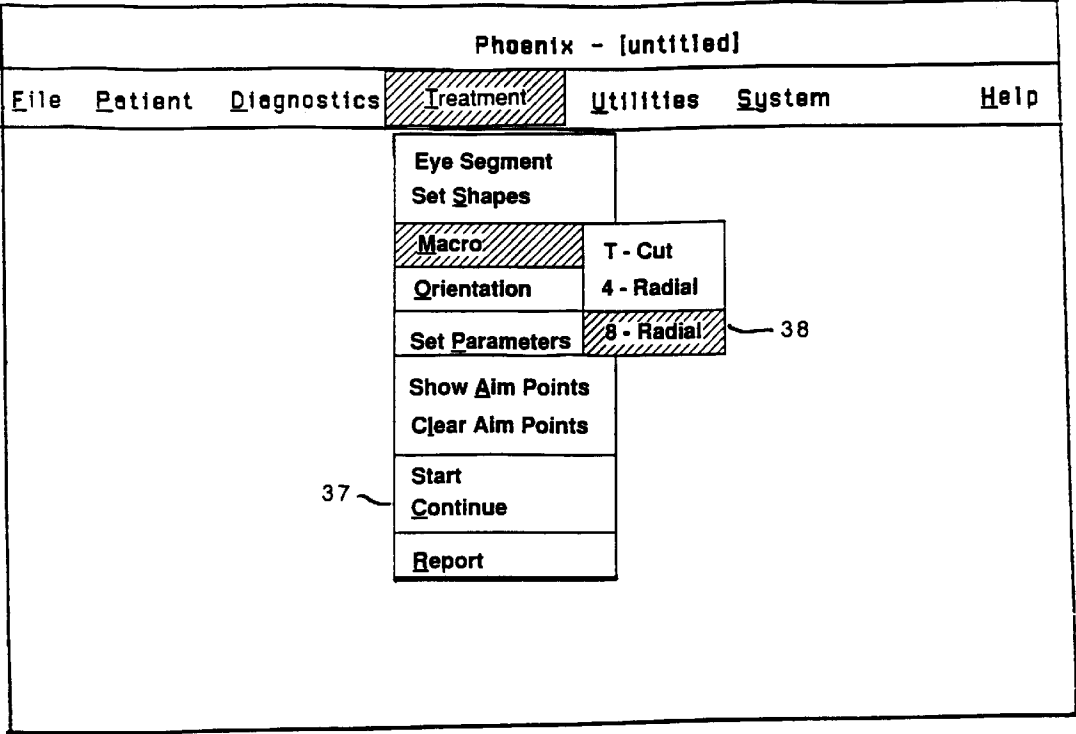 Phoenix - [untitled]
File Patient Diagnostics Treatment Utilities System Help
Eye Segment
Set Shapes
Macro
T - Cut
Orientation
4 - Radial
Set Parameters
8 - Radial
38
Show Aim Points
Clear Aim Points
Start
37
Continue
Report